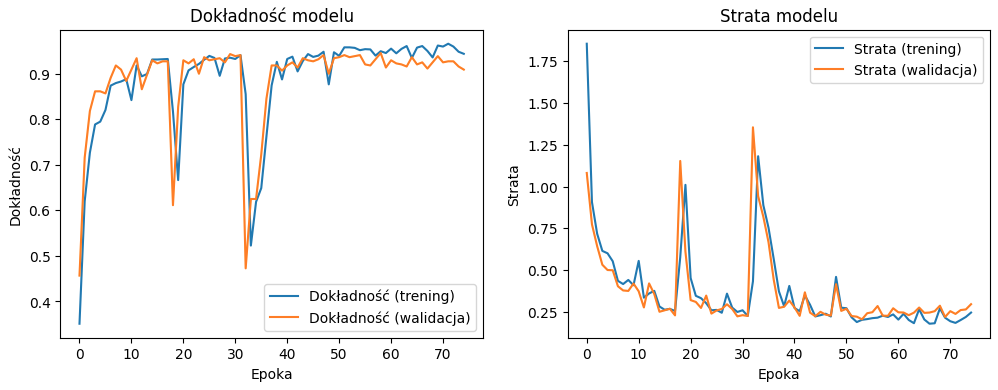 Dokładność modelu
Dokładność
0.9
0.8
0.7
0.6
0.5
0.4
0 10 20 30 40 50 60 70
Epoka
Dokładność (trening)
Dokładność (walidacja)
Strata modelu
Strata
1.75
1.50
1.25
1.00
0.75
0.50
0.25
0 10 20 30 40 50 60 70
Epoka
Strata (trening)
Strata (walidacja)